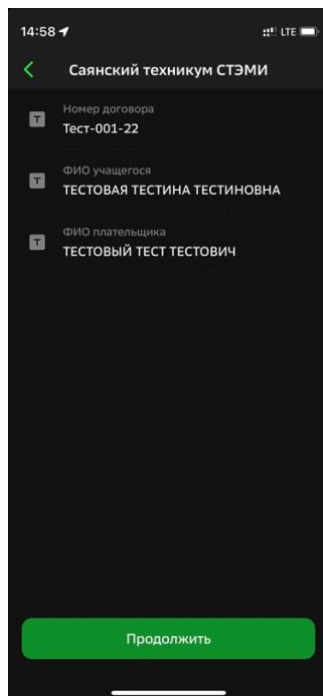 14:58
LTE
Саянский техникум СТЭМИ
Номер договора
T
Тест-001-22
ФИО учащегося
T
ТЕСТОВАЯ ТЕСТИНА ТЕСТИНОВНА
ФИО плательщика
T
ТЕСТОВЫЙ ТЕСТ ТЕСТОВИЧ
Продолжить